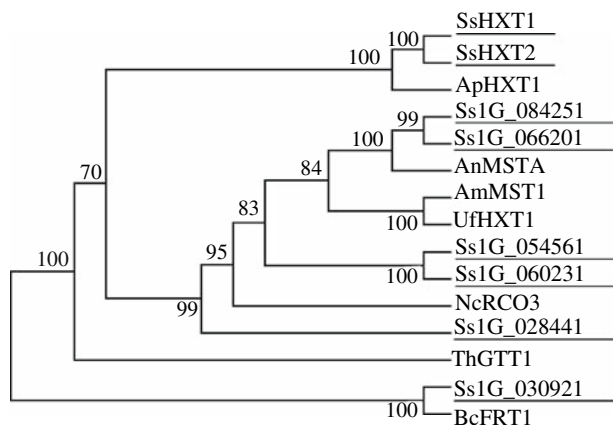 SsHXT1
100
SsHXT2
100
ApHXT1
Ss1G_084251
99
Ss1G_066201
100
AnMSTA
84
70
AmMST1
UfHXT1
100
83
Ss1G_054561
95
100
Ss1G_060231
100
NcRCO3
99
Ss1G_028441
ThGTT1
Ss1G_030921
100
BcFRT1